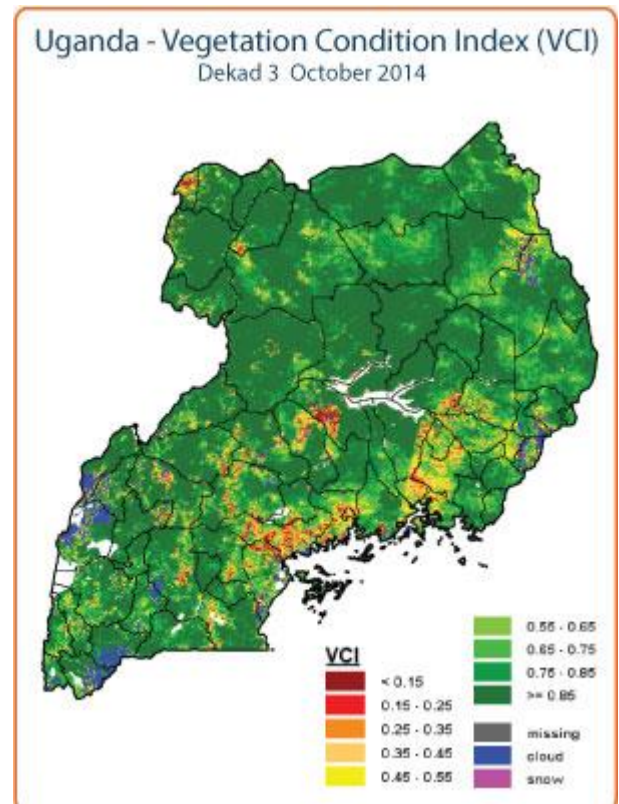 Uganda - Vegetation Condition Index (VCI)
Dekad 3 October 2014
VCI
< 0.15
0.15 - 0.25
0.25 - 0.35
0.35 - 0.45
0.45 - 0.55
0.55 - 0.65
0.65 - 0.75
0.75 - 0.85
>= 0.85
missing
cloud
snow